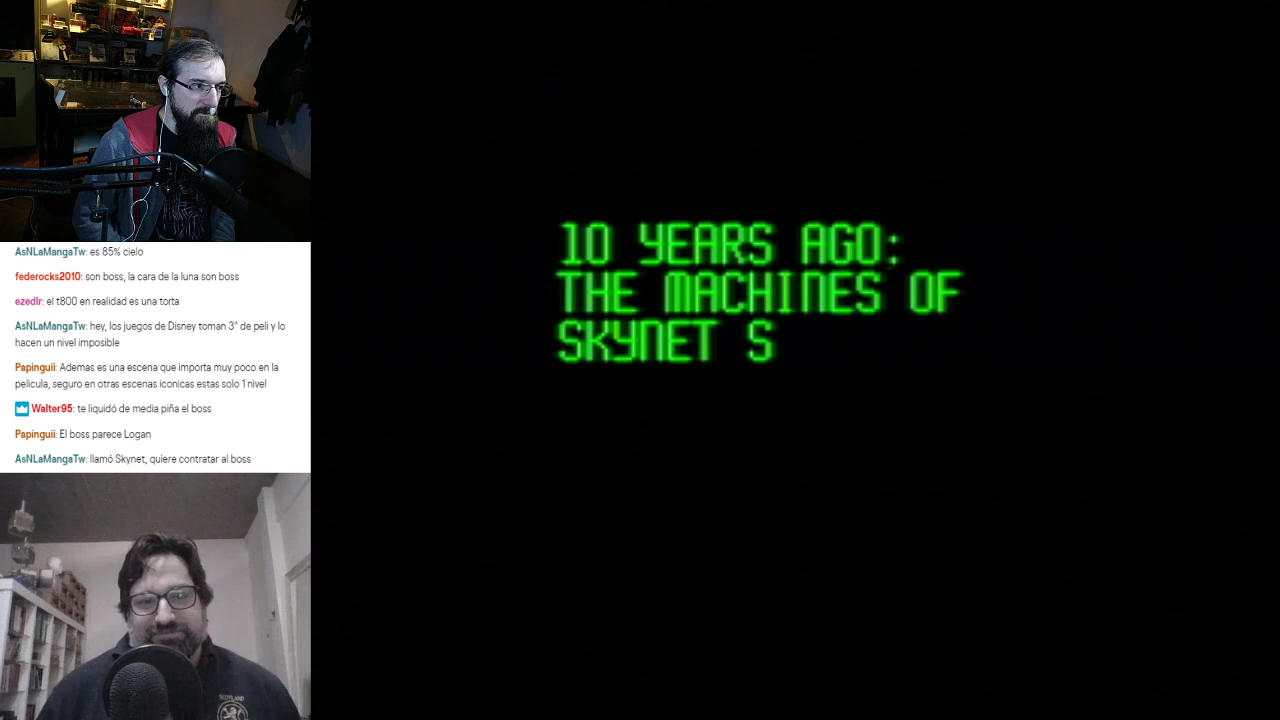 AsNLaMangaTw: es 85% cielo
federocks2010: son boss, la cara de la luna son boss
ezedlr: el t800 en realidad es una torta
AsNLaMangaTw: hey, los juegos de Disney toman 3" de peli y lo
hacen un nivel imposible
Papinguii: Ademas es una escena que importa muy poco en la
pelicula, seguro en otras escenas iconicas estas solo 1 nivel
Walter95: te liquidó de media piña el boss
Papinguii: El boss parece Logan
AsNLaMangaTw: llamó Skynet, quiere contratar al boss
10 YEARS AGO:
THE MACHINES OF
SKYNET S
SCOTLAND